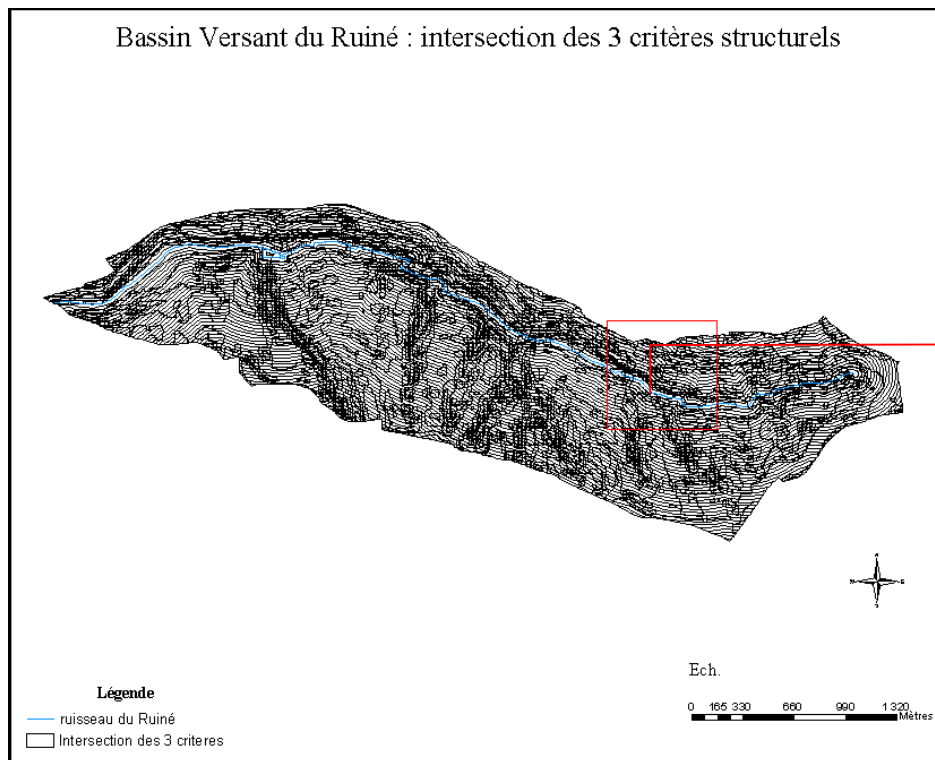 Bassin Versant du Ruiné : intersection des 3 critères structurels
Ech.
0 165 330 660 990 1 320
Mètres
Légende
ruisseau du Ruiné
Intersection des 3 criteres